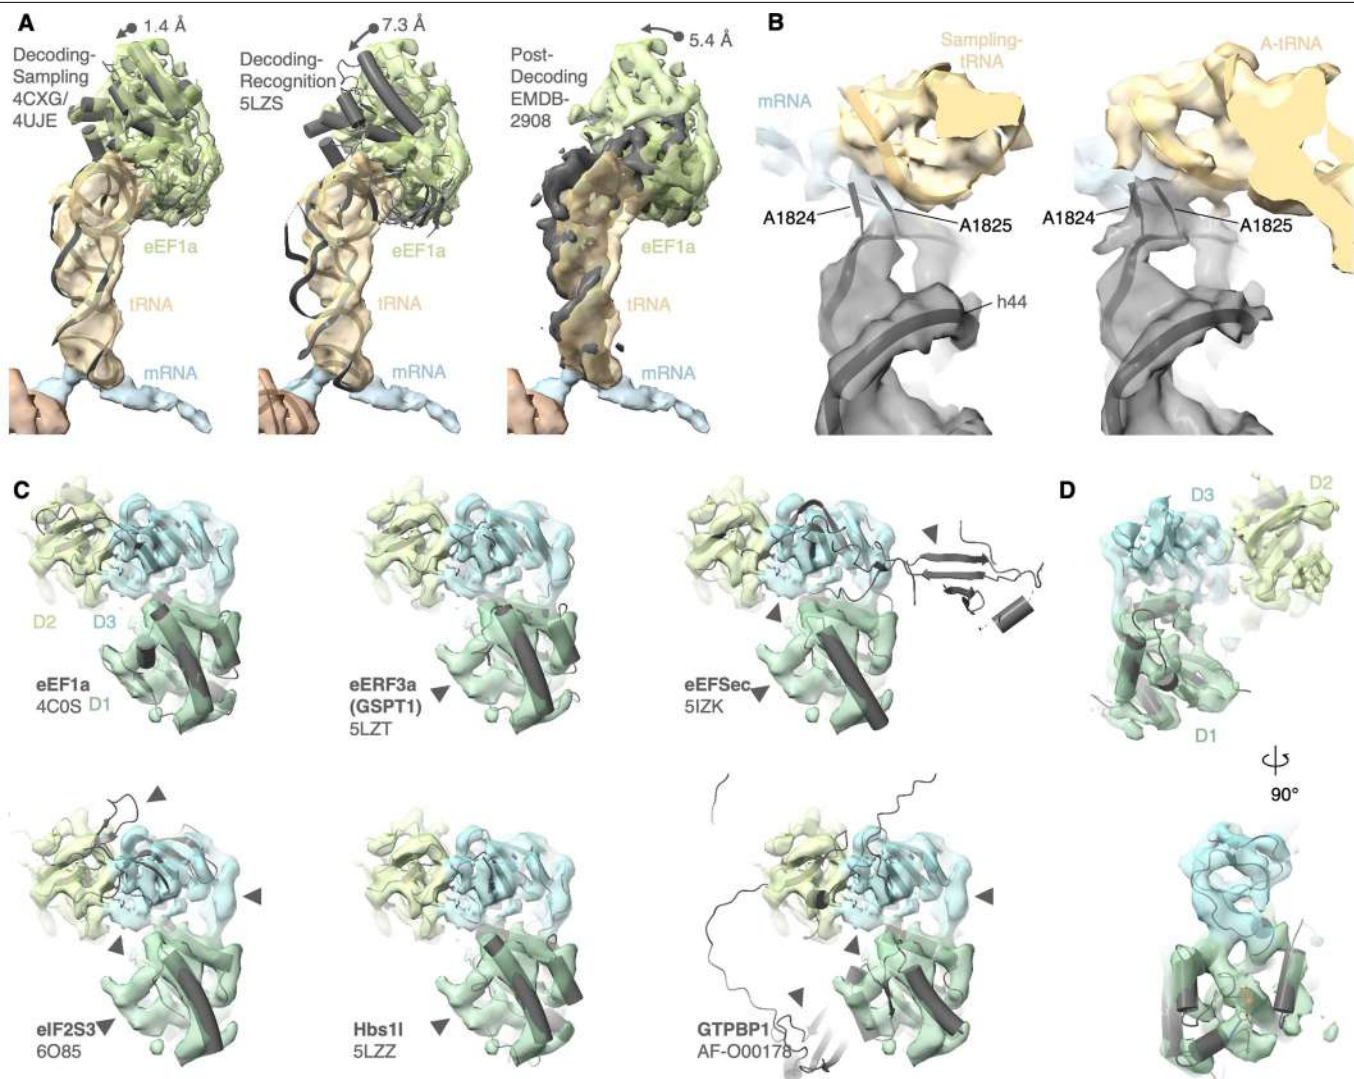 A
1.4 Å
Decoding-
Sampling
4CXG/
4UJE
eEF1a
tRNA
mRNA
7.3 Å
Decoding-
Recognition
5LZS
eEF1a
tRNA
mRNA
5.4 Å
Post-
Decoding
EMDB-
2908
eEF1a
tRNA
mRNA
B
Sampling-
tRNA
mRNA
A1824
A1825
h44
A-tRNA
A1824
A1825
C
D2
D3
eEF1a
4C0S
D1
eERF3a
(GSPT1)
5LZT
eEFSec
5IZK
eIF2S3
6O85
Hbs1l
5LZZ
GTPBP1
AF-O00178
D
D3
D2
D1
90°